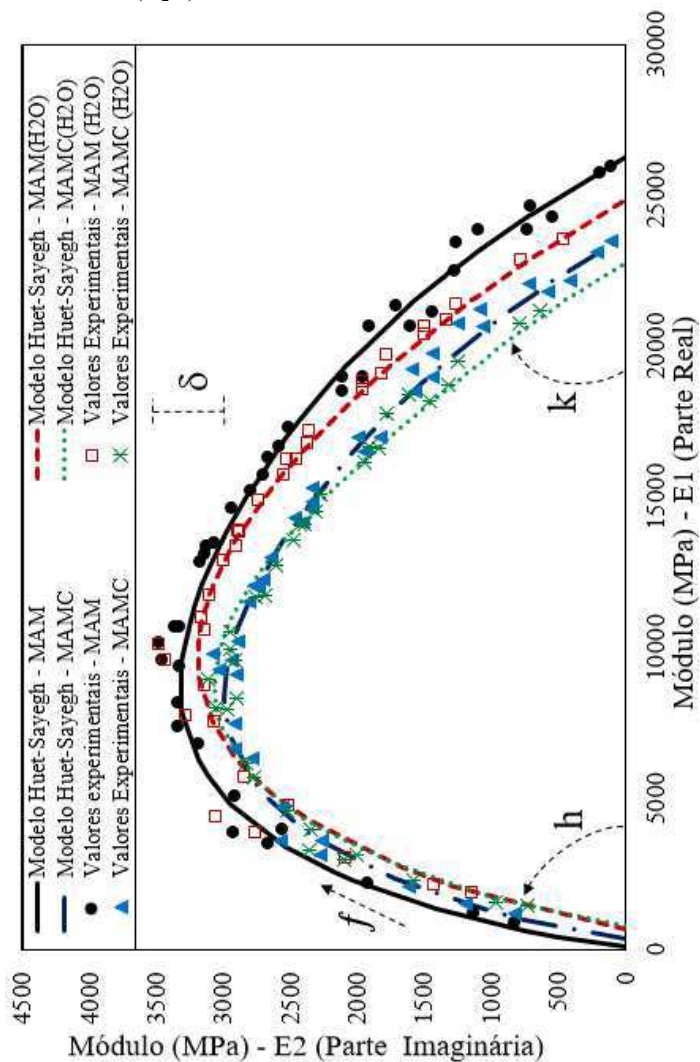 Modelo Huet-Sayegh - MAM
Modelo Huet-Sayegh - MAM(H2O)
Modelo Huet-Sayegh - MAMC
Modelo Huet-Sayegh - MAMC(H2O)
Valores experimentais - MAM
Valores Experimentais - MAM (H2O)
Valores Experimentais - MAMC
Valores Experimentais - MAMC (H2O)
4500
4000
3500
3000
2500
2000
1500
1000
500
0
Módulo (MPa) - E2 (Parte Imaginária)
f
δ
h
k
0
5000
10000
15000
20000
25000
30000
Módulo (MPa) - E1 (Parte Real)